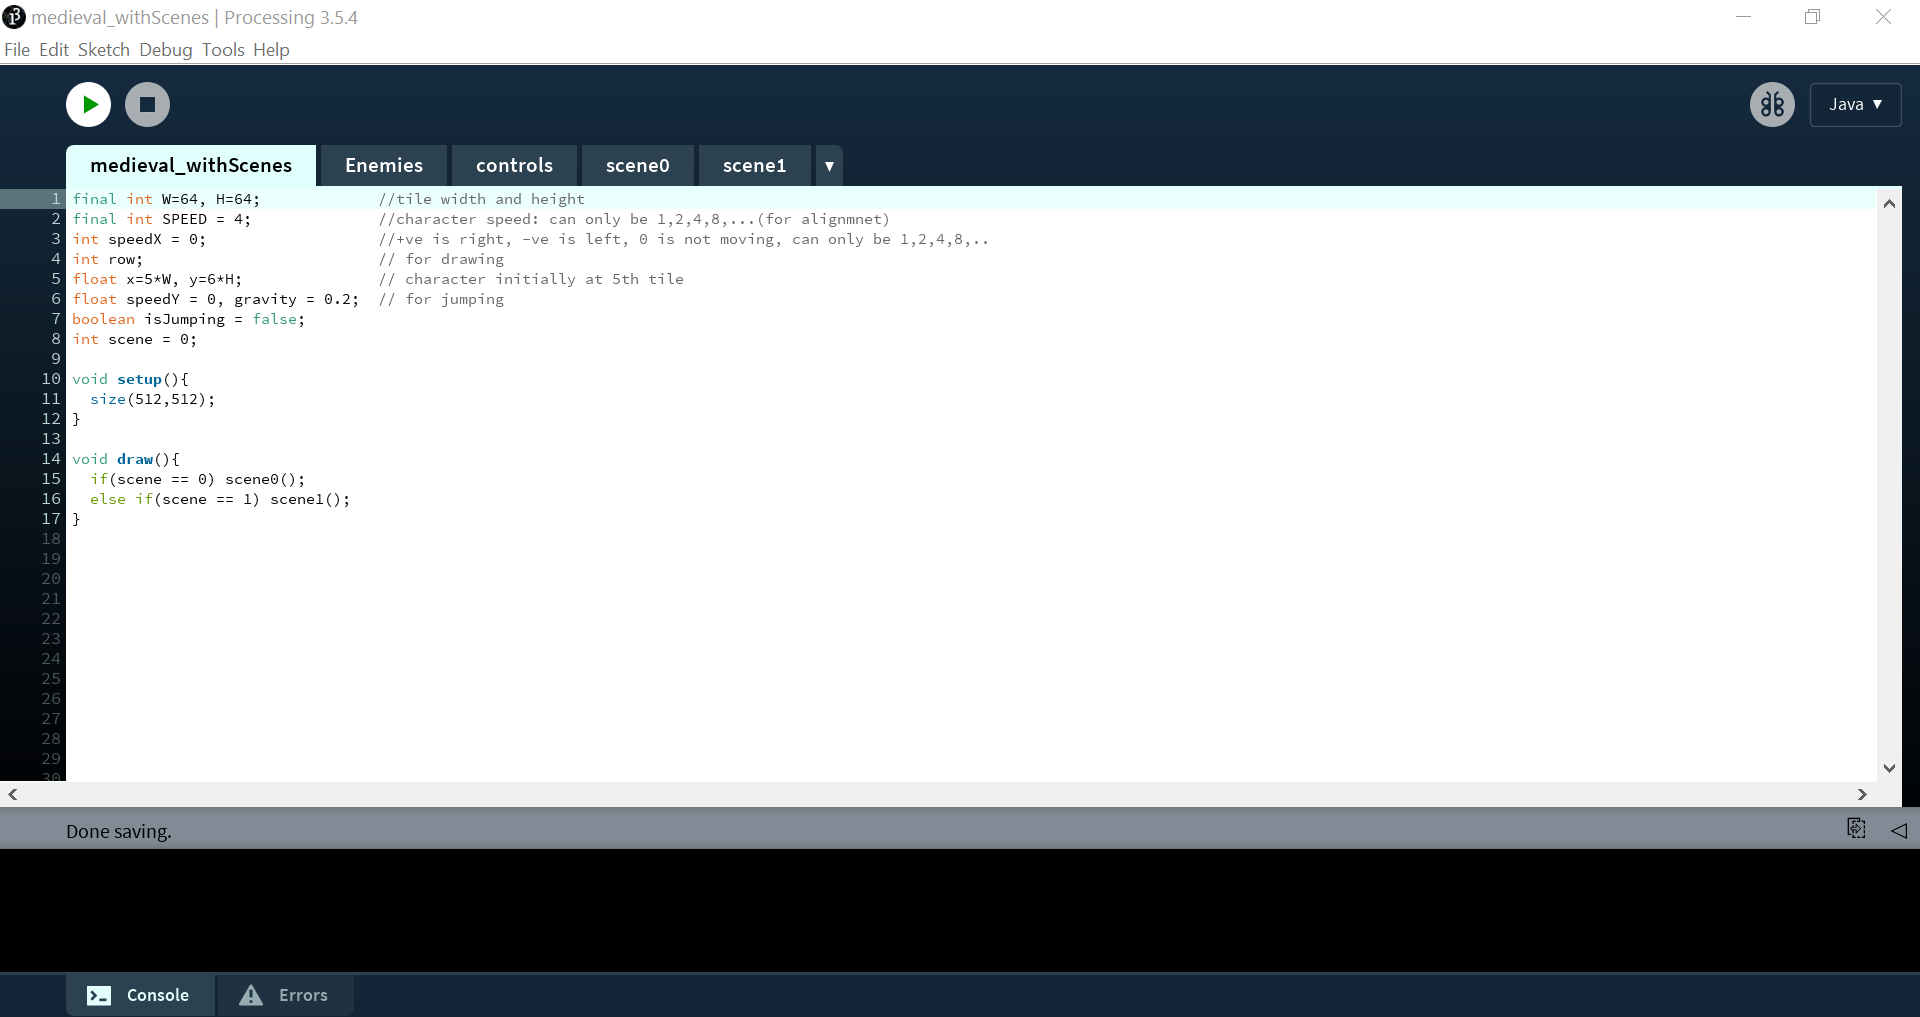 medieval_withScenes | Processing 3.5.4
File Edit Sketch Debug Tools Help
Java ▼
medieval_withScenes Enemies controls scene0 scene1 ▼
1 final int W=64, H=64; //tile width and height
2 final int SPEED = 4; //character speed: can only be 1,2,4,8,...(for alignmnet)
3 int speedX = 0; //+ve is right, -ve is left, 0 is not moving, can only be 1,2,4,8,..
4 int row; // for drawing
5 float x=5*W, y=6*H; // character initially at 5th tile
6 float speedY = 0, gravity = 0.2; // for jumping
7 boolean isJumping = false;
8 int scene = 0;
9
10 void setup(){
11 size(512,512);
12 }
13
14 void draw(){
15 if(scene == 0) scene0();
16 else if(scene == 1) scene1();
17 }
18
19
20
21
22
23
24
25
26
27
28
29
30
Done saving.
Console Errors